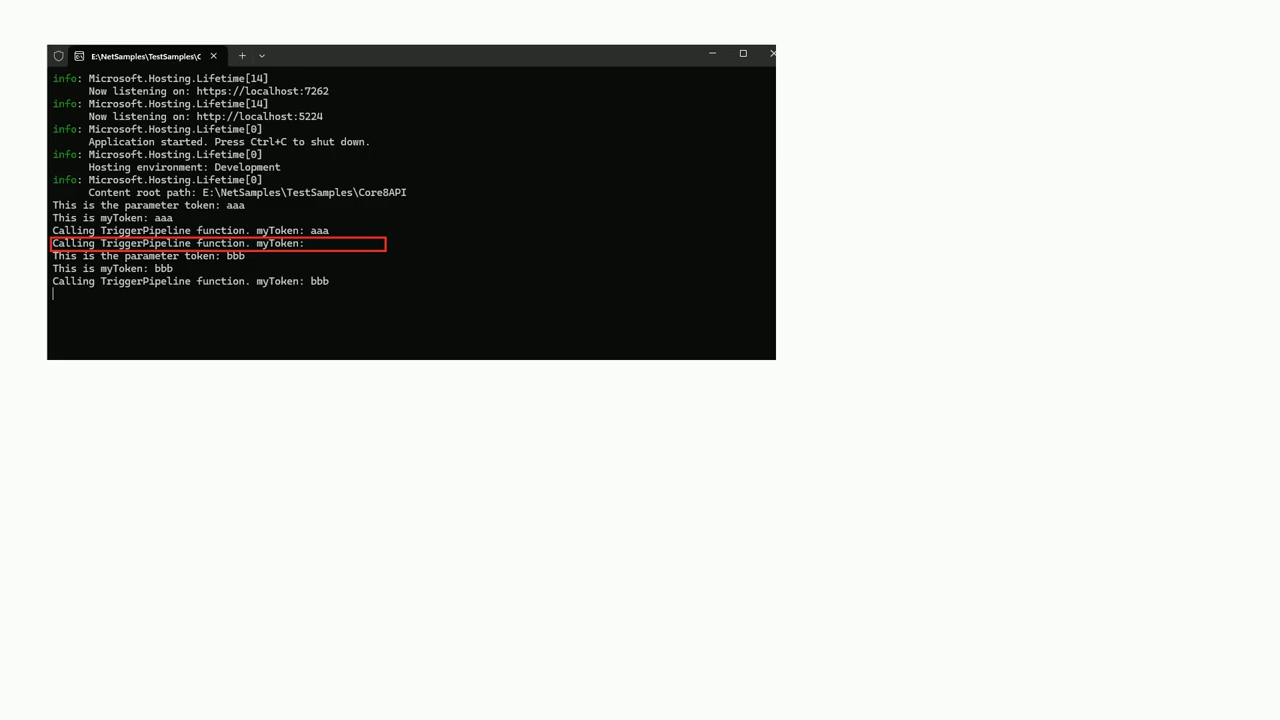 E:\NetSamples\TestSamples\C
info: Microsoft.Hosting.Lifetime[14]
Now listening on: https://localhost:7262
info: Microsoft.Hosting.Lifetime[14]
Now listening on: http://localhost:5224
info: Microsoft.Hosting.Lifetime[0]
Application started. Press Ctrl+C to shut down.
info: Microsoft.Hosting.Lifetime[0]
Hosting environment: Development
info: Microsoft.Hosting.Lifetime[0]
Content root path: E:\NetSamples\TestSamples\Core8API
This is the parameter token: aaa
This is myToken: aaa
Calling TriggerPipeline function. myToken: aaa
Calling TriggerPipeline function. myToken:
This is the parameter token: bbb
This is myToken: bbb
Calling TriggerPipeline function. myToken: bbb